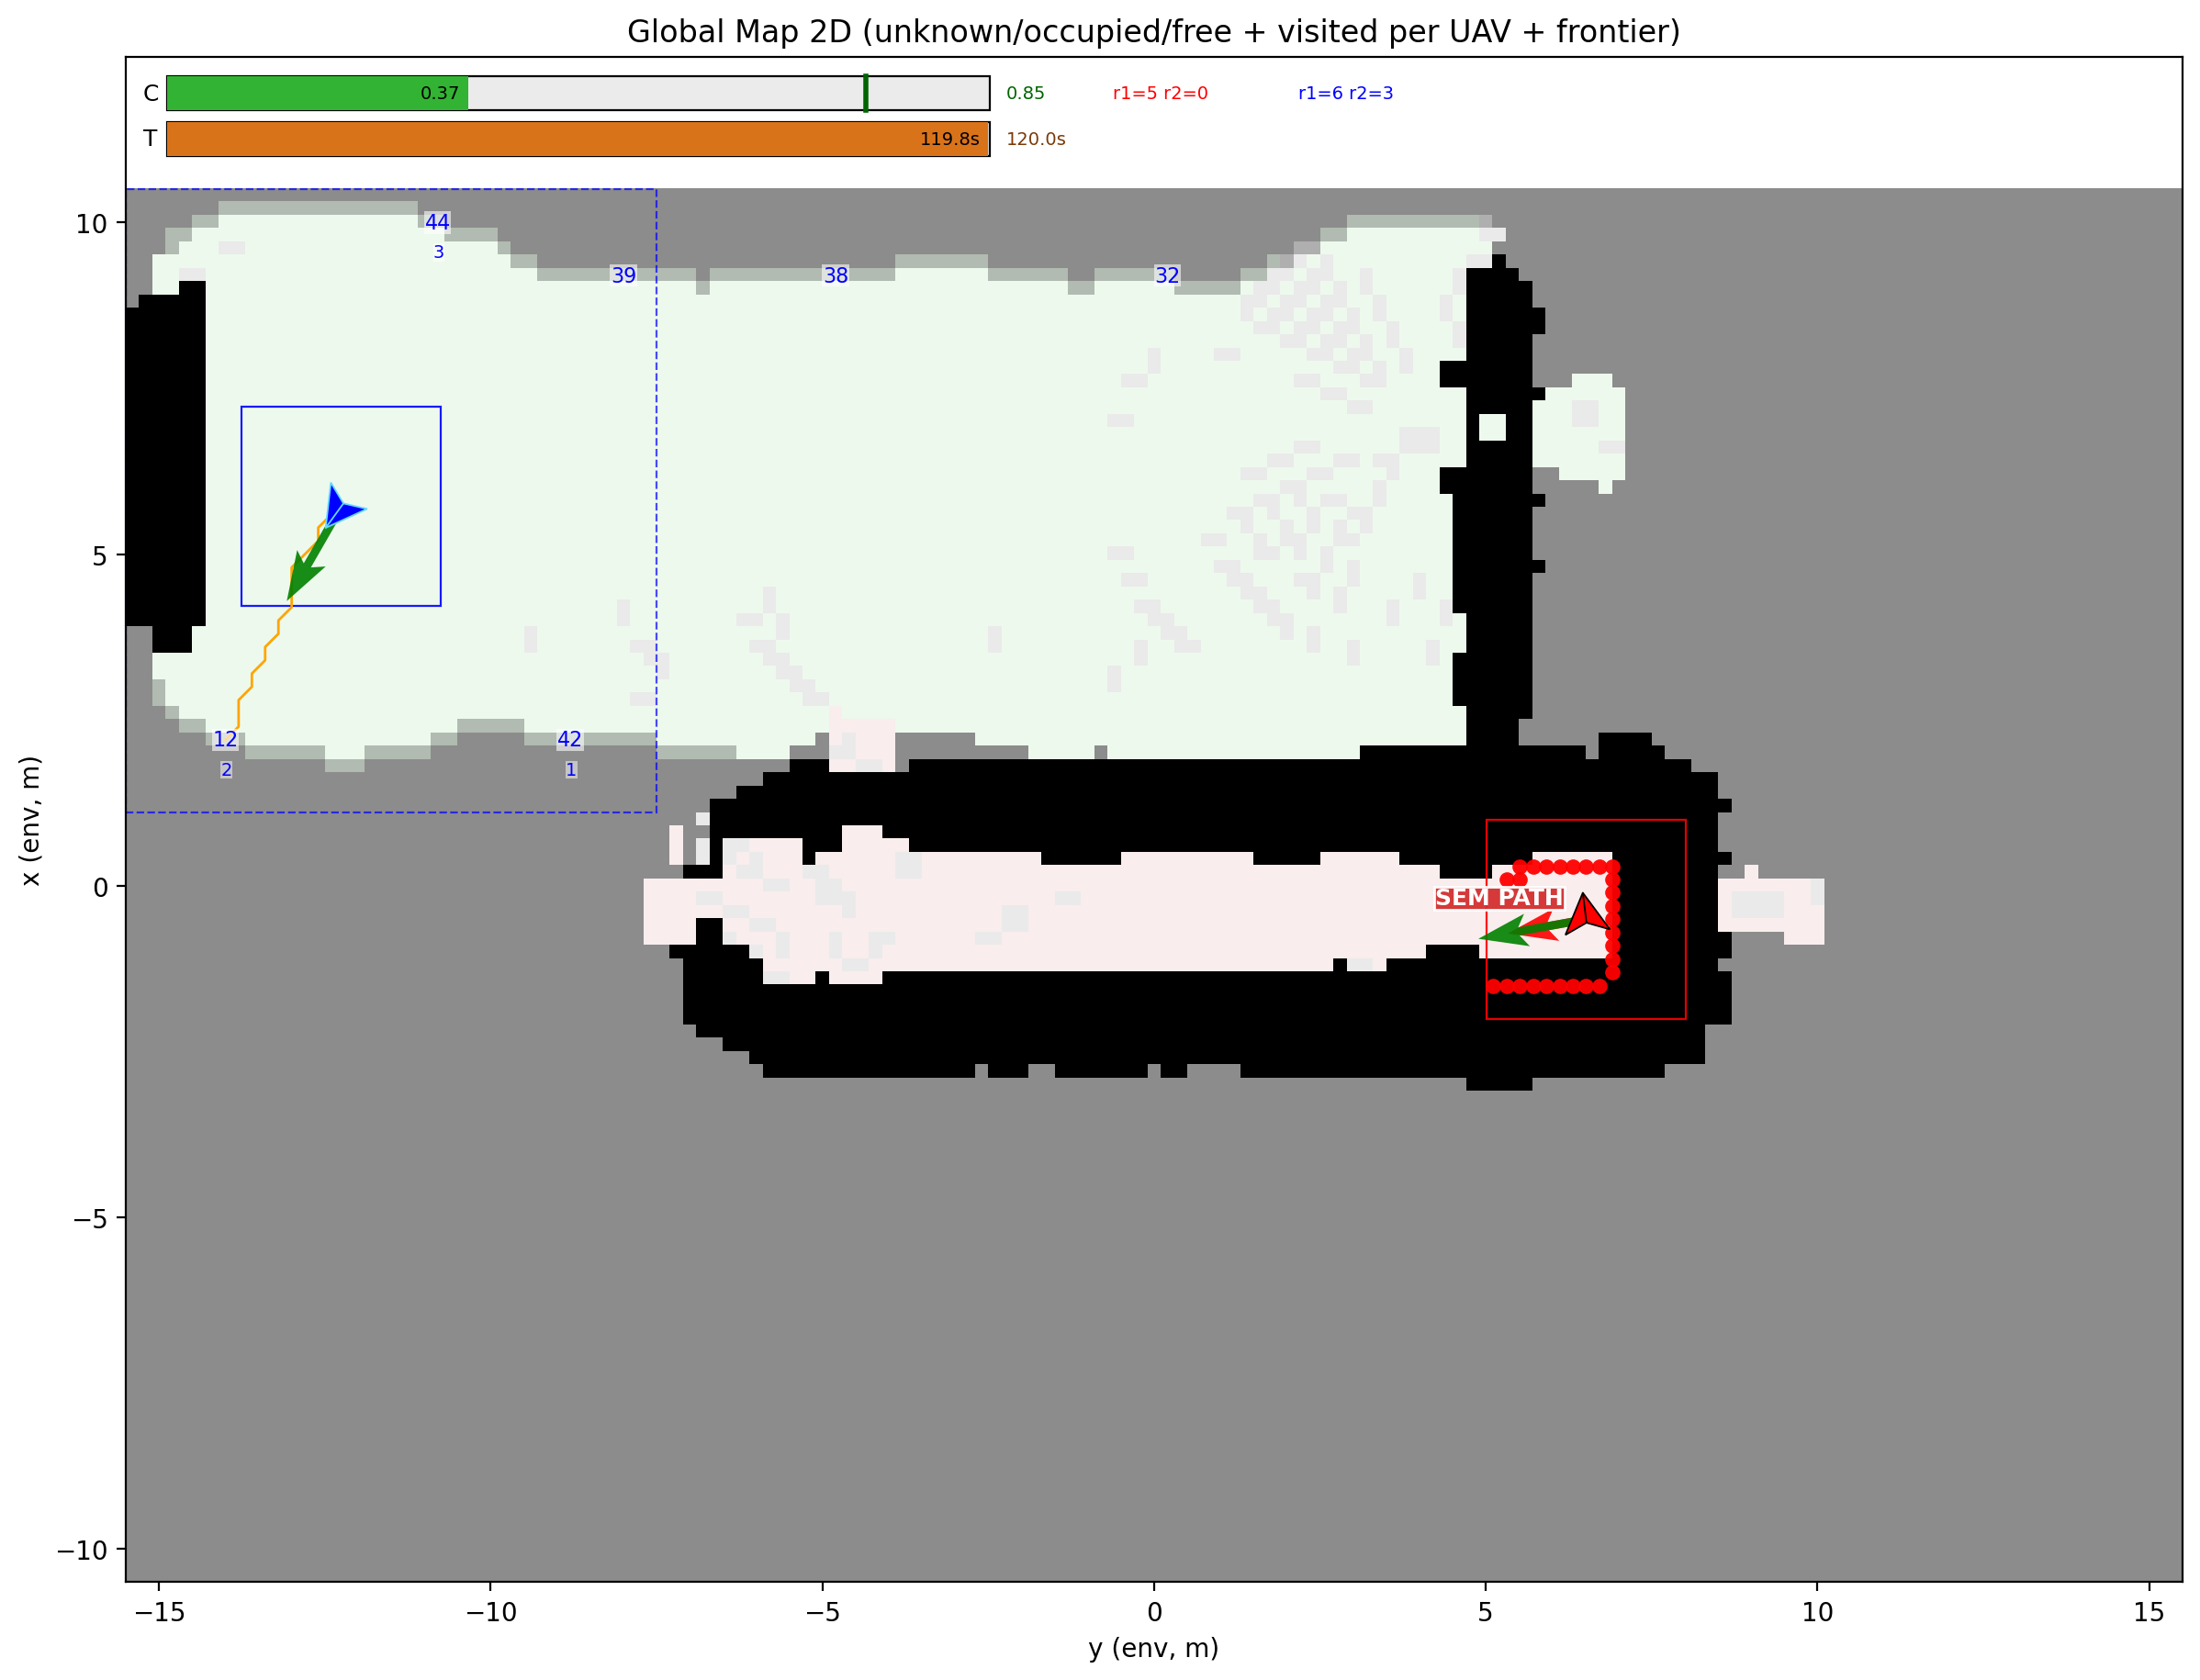 Global Map 2D (unknown/occupied/free + visited per UAV + frontier)
C 0.37 0.85 r1=5 r2=0 r1=6 r2=3
T 119.8s 120.0s
44
3
39 38 32
12 42
2 1
SEM PATH
10
5
0
−5
−10
x (env, m)
−15 −10 −5 0 5 10 15
y (env, m)